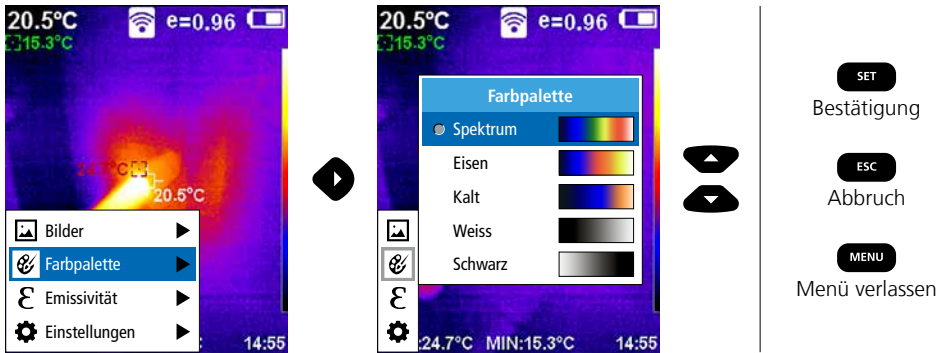 20.5°C e=0.96
15.3°C
24.7°C
20.5°C
Bilder
Farbpalette
Emissivität
Einstellungen
14:55
20.5°C e=0.96
15.3°C
Farbpalette
Spektrum
Eisen
Kalt
Weiss
Schwarz
ε
:24.7°C MIN:15.3°C 14:55
SET
Bestätigung
ESC
Abbruch
MENU
Menü verlassen